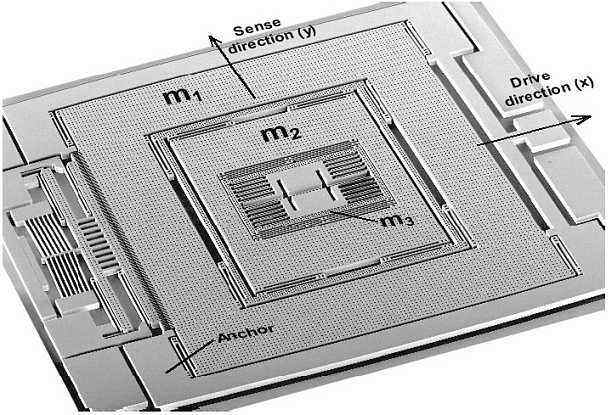 Sense
direction (y)
m1
Drive
direction (x)
m2
m3
Anchor